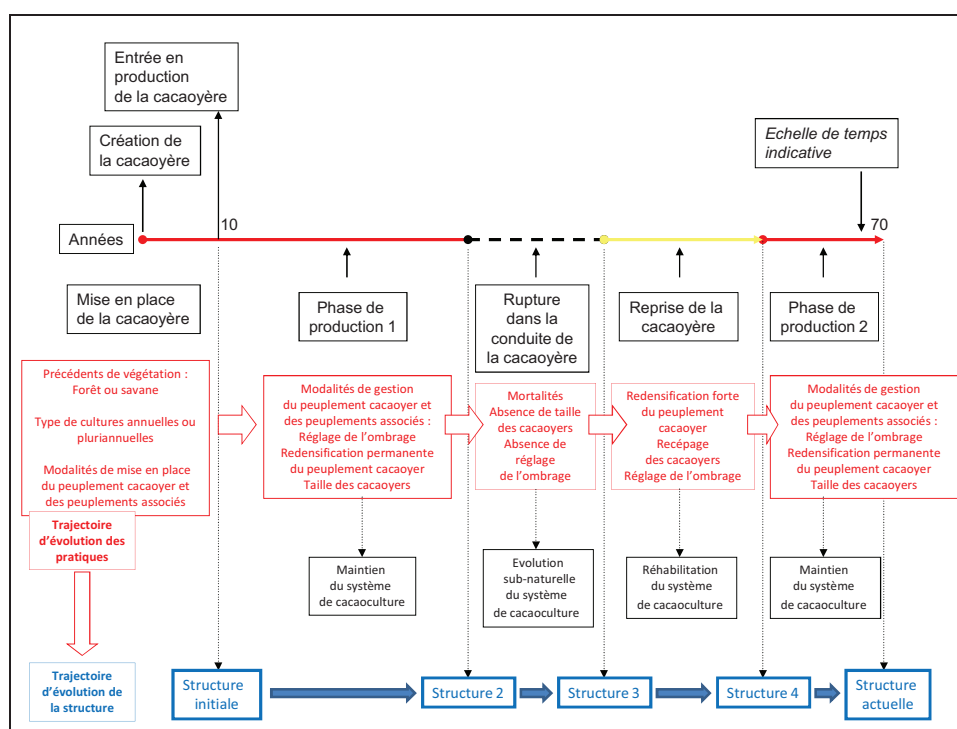 Entrée en
production
de la cacaoyère
Création de
la cacaoyère
Echelle de temps
indicative
Années
10
70
Mise en place
de la cacaoyère
Phase de
production 1
Rupture
dans la
conduite de
la cacaoyère
Reprise de la
cacaoyère
Phase de
production 2
Précédents de végétation :
Forêt ou savane
Type de cultures annuelles ou
pluriannuelles
Modalités de mise en place
du peuplement cacaoyer et
des peuplements associés
Modalités de gestion
du peuplement cacaoyer et
des peuplements associés :
Réglage de l'ombrage
Redensification permanente
du peuplement cacaoyer
Taille des cacaoyers
Mortalités
Absence de taille
des cacaoyers
Absence de
réglage
de l'ombrage
Redensification forte
du peuplement
cacaoyer
Recépage
des cacaoyers
Réglage de l'ombrage
Modalités de gestion
du peuplement cacaoyer et
des peuplements associés :
Réglage de l'ombrage
Redensification permanente
du peuplement cacaoyer
Taille des cacaoyers
Trajectoire
d'évolution des
pratiques
Maintien
du système
de cacaoculture
Evolution
sub-naturelle
du système
de cacaoculture
Réhabilitation
du système
de cacaoculture
Maintien
du système
de cacaoculture
Trajectoire
d'évolution de
la structure
Structure
initiale
Structure 2
Structure 3
Structure 4
Structure
actuelle